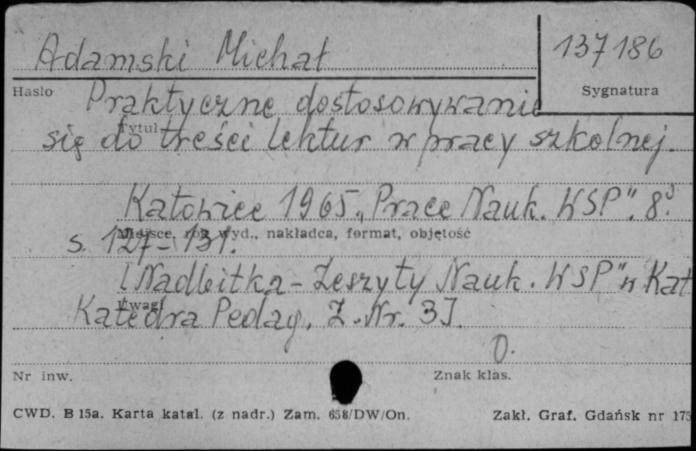 Adamski Michał
137186
Hasło
Sygnatura
Praktyczne dostosowywanie
Tytuł
się do treści lektur w pracy szkolnej.
Katowice 1965 „Prace Nauk. WSP". 8°.
Miejsce, rok wyd., nakładca, format, objętość
s. 127-131.
[Nadbitka - Zeszyty Nauk. WSP" w Kat
Uwagi
Katedra Pedag. Z. Nr. 3].
O.
Nr inw.
Znak klas.
CWD. B 15a. Karta katal. (z nadr.) Zam. 658/DW/On.
Zakł. Graf. Gdańsk nr 175